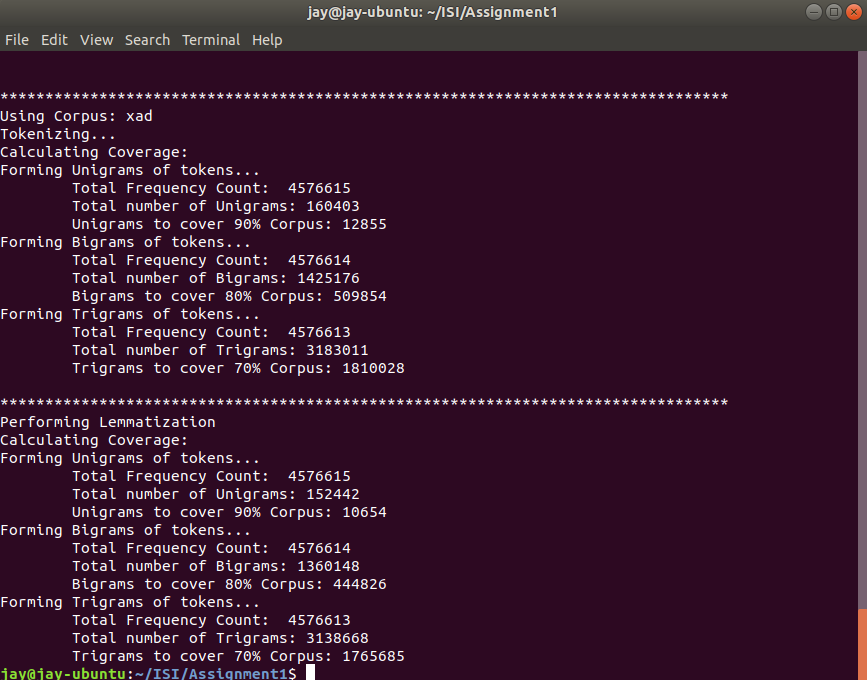 jay@jay-ubuntu: ~/ISI/Assignment1
File Edit View Search Terminal Help
*********************************************************************************
Using Corpus: xad
Tokenizing...
Calculating Coverage:
Forming Unigrams of tokens...
Total Frequency Count:  4576615
Total number of Unigrams: 160403
Unigrams to cover 90% Corpus: 12855
Forming Bigrams of tokens...
Total Frequency Count:  4576614
Total number of Bigrams: 1425176
Bigrams to cover 80% Corpus: 509854
Forming Trigrams of tokens...
Total Frequency Count:  4576613
Total number of Trigrams: 3183011
Trigrams to cover 70% Corpus: 1810028
*********************************************************************************
Performing Lemmatization
Calculating Coverage:
Forming Unigrams of tokens...
Total Frequency Count:  4576615
Total number of Unigrams: 152442
Unigrams to cover 90% Corpus: 10654
Forming Bigrams of tokens...
Total Frequency Count:  4576614
Total number of Bigrams: 1360148
Bigrams to cover 80% Corpus: 444826
Forming Trigrams of tokens...
Total Frequency Count:  4576613
Total number of Trigrams: 3138668
Trigrams to cover 70% Corpus: 1765685
jay@jay-ubuntu:~/ISI/Assignment1$